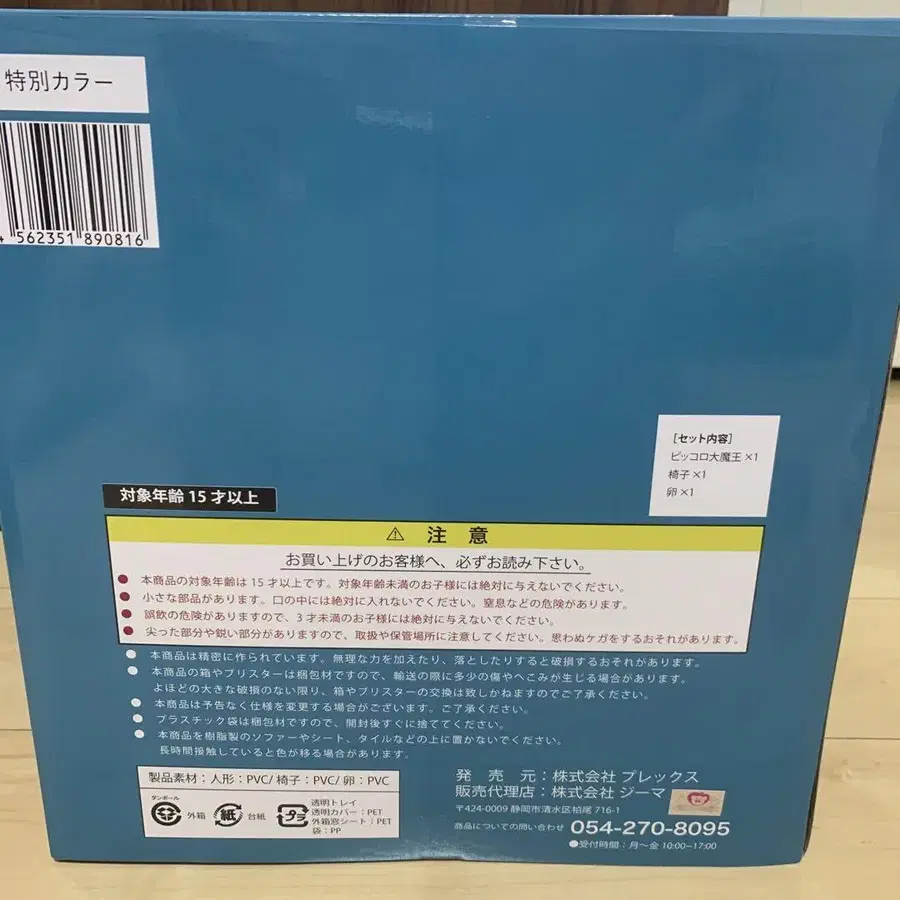 特別カラー
4 562351 890816
[セット内容]
ピッコロ大魔王 ×1
椅子 ×1
卵 ×1
対象年齢 15 才以上
⚠ 注 意
お買い上げのお客様へ、必ずお読み下さい。
● 本商品の対象年齢は 15 才以上です。対象年齢未満のお子様には絶対に与えないでください。
● 小さな部品があります。口の中には絶対に入れないでください。窒息などの危険があります。
● 誤飲の危険がありますので、3 才未満のお子様には絶対に与えないでください。
● 尖った部分や鋭い部分がありますので、取扱や保管場所に注意してください。思わぬケガをするおそれがあります。
● 本商品は精密に作られています。無理な力を加えたり、落としたりすると破損するおそれがあります。
● 本商品の箱やブリスターは梱包材ですので、輸送の際に多少の傷やへこみが生じる場合があります。
よほどの大きな破損のない限り、箱やブリスターの交換は致しかねますのでご了承ください。
● 本商品は予告なく仕様を変更する場合がございます。ご了承ください。
● プラスチック袋は梱包材ですので、開封後すぐに捨ててください。
● 本商品を樹脂製のソファーやシート、タイルなどの上に置かないでください。
長時間接触していると色が移る場合があります。
製品素材：人形：PVC/ 椅子：PVC/ 卵：PVC
ダンボール
外箱
紙
台紙
プラ
透明トレイ
透明カバー：PET
外箱窓シート：PET
袋：PP
発 売 元：株式会社 プレックス
販売代理店：株式会社 ジーマ
〒424-0009 静岡市清水区柏尾 716-1
商品についての問い合わせ 054-270-8095
●受付時間：月～金 10:00~17:00